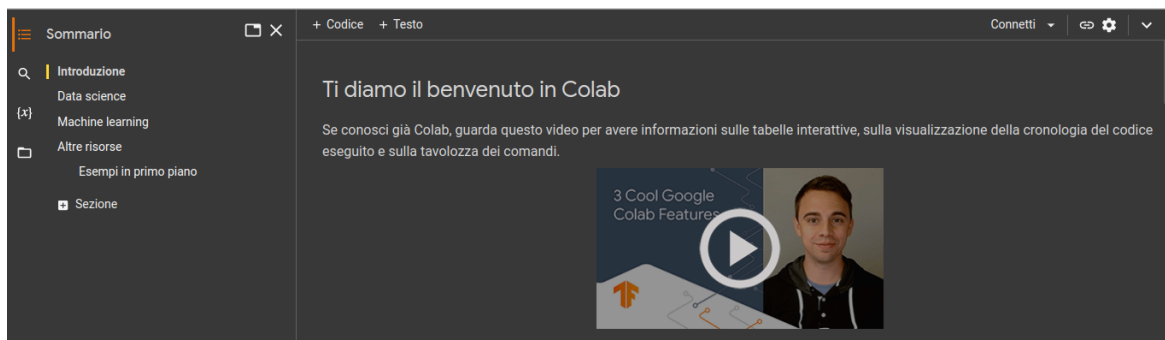 Sommario
Introduzione
Data science
{x}
Machine learning
Altre risorse
Esempi in primo piano
Sezione
+ Codice + Testo
Connetti
Ti diamo il benvenuto in Colab
Se conosci già Colab, guarda questo video per avere informazioni sulle tabelle interattive, sulla visualizzazione della cronologia del codice
eseguito e sulla tavolozza dei comandi.
3 Cool Google
Colab Features